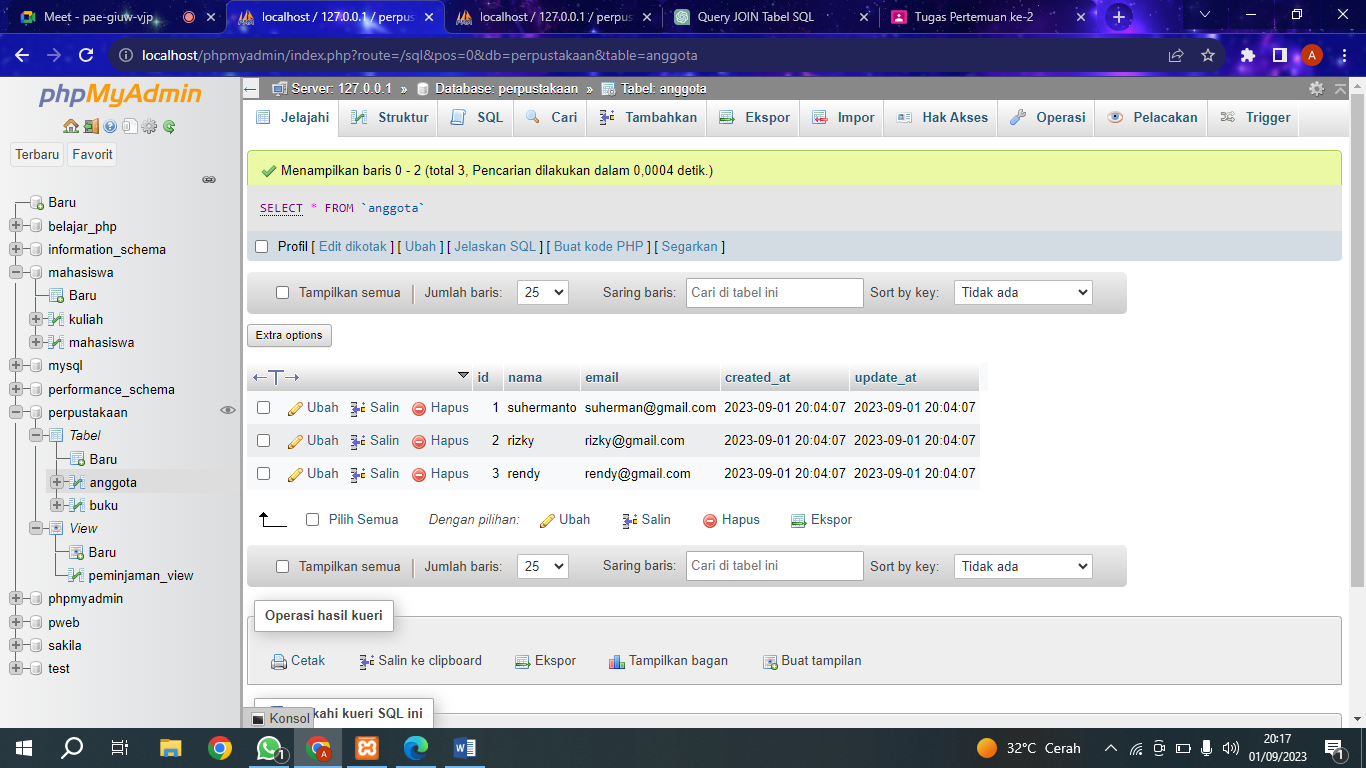 Meet - pae-giuw-vjp
localhost / 127.0.0.1 / perpus
localhost / 127.0.0.1 / perpus
Query JOIN Tabel SQL
Tugas Pertemuan ke-2
localhost/phpmyadmin/index.php?route=/sql&pos=0&db=perpustakaan&table=anggota
A
phpMyAdmin
Terbaru Favorit
Baru
belajar_php
information_schema
mahasiswa
Baru
kuliah
mahasiswa
mysql
performance_schema
perpustakaan
Tabel
Baru
anggota
buku
View
Baru
peminjaman_view
phpmyadmin
pweb
sakila
test
Server: 127.0.0.1 » Database: perpustakaan » Tabel: anggota
Jelajahi Struktur SQL Cari Tambahkan Ekspor Impor Hak Akses Operasi Pelacakan Trigger
Menampilkan baris 0 - 2 (total 3, Pencarian dilakukan dalam 0,0004 detik.)
SELECT * FROM `anggota`
Profil [ Edit dikotak ] [ Ubah ] [ Jelaskan SQL ] [ Buat kode PHP ] [ Segarkan ]
Tampilkan semua Jumlah baris: 25 Saring baris: Cari di tabel ini Sort by key: Tidak ada
Extra options
←T→ id nama email created_at update_at
Ubah Salin Hapus 1 suhermanto suherman@gmail.com 2023-09-01 20:04:07 2023-09-01 20:04:07
Ubah Salin Hapus 2 rizky rizky@gmail.com 2023-09-01 20:04:07 2023-09-01 20:04:07
Ubah Salin Hapus 3 rendy rendy@gmail.com 2023-09-01 20:04:07 2023-09-01 20:04:07
Pilih Semua Dengan pilihan: Ubah Salin Hapus Ekspor
Tampilkan semua Jumlah baris: 25 Saring baris: Cari di tabel ini Sort by key: Tidak ada
Operasi hasil kueri
Cetak Salin ke clipboard Ekspor Tampilkan bagan Buat tampilan
kueri SQL ini
Konsol
1 A 32°C Cerah 20:17
01/09/2023
1